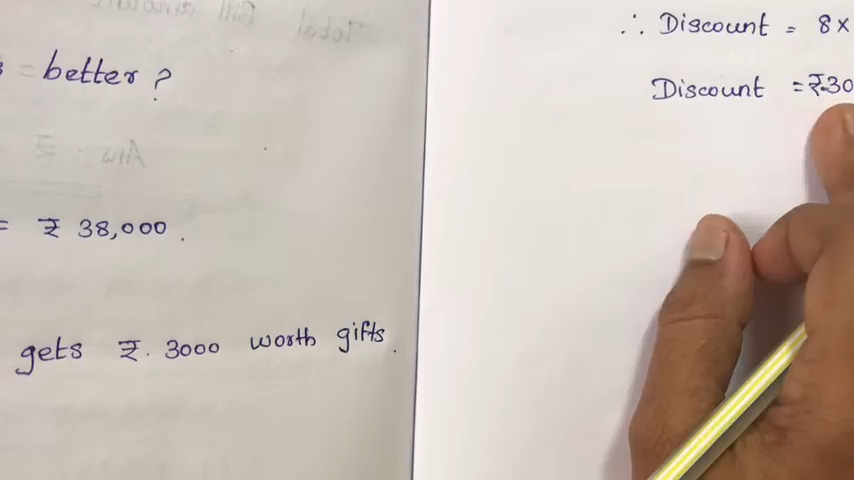 = better ?
= ₹ 38,000 .
gets ₹. 3000 worth gifts .
∴ Discount = 8 ×
Discount = ₹.30